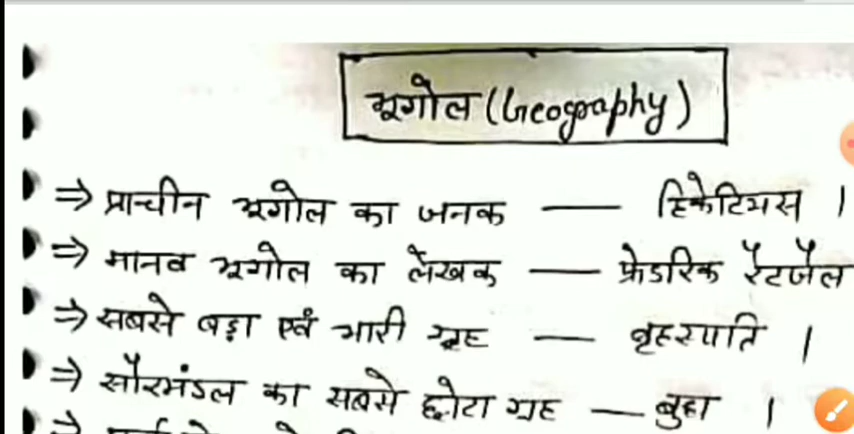 भूगोल (Geography)
⇒ प्राचीन भूगोल का जनक — हिकेटियस ।
⇒ मानव भूगोल का लेखक — फ्रेडरिक रैटजैल
⇒ सबसे बड़ा एवं भारी ग्रह — बृहस्पति ।
⇒ सौरमंडल का सबसे छोटा ग्रह — बुध ।